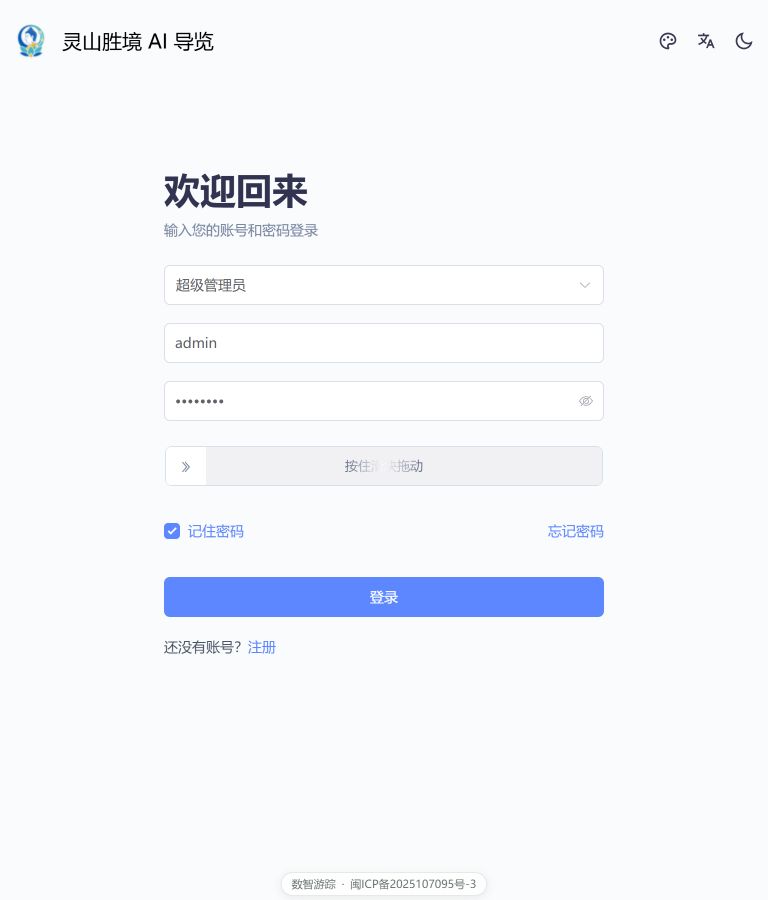 灵山胜境 AI 导览
欢迎回来
输入您的账号和密码登录
超级管理员
admin
••••••••
按住 拖动
记住密码
忘记密码
登录
还没有账号？注册
数智游踪 · 闽ICP备2025107095号-3